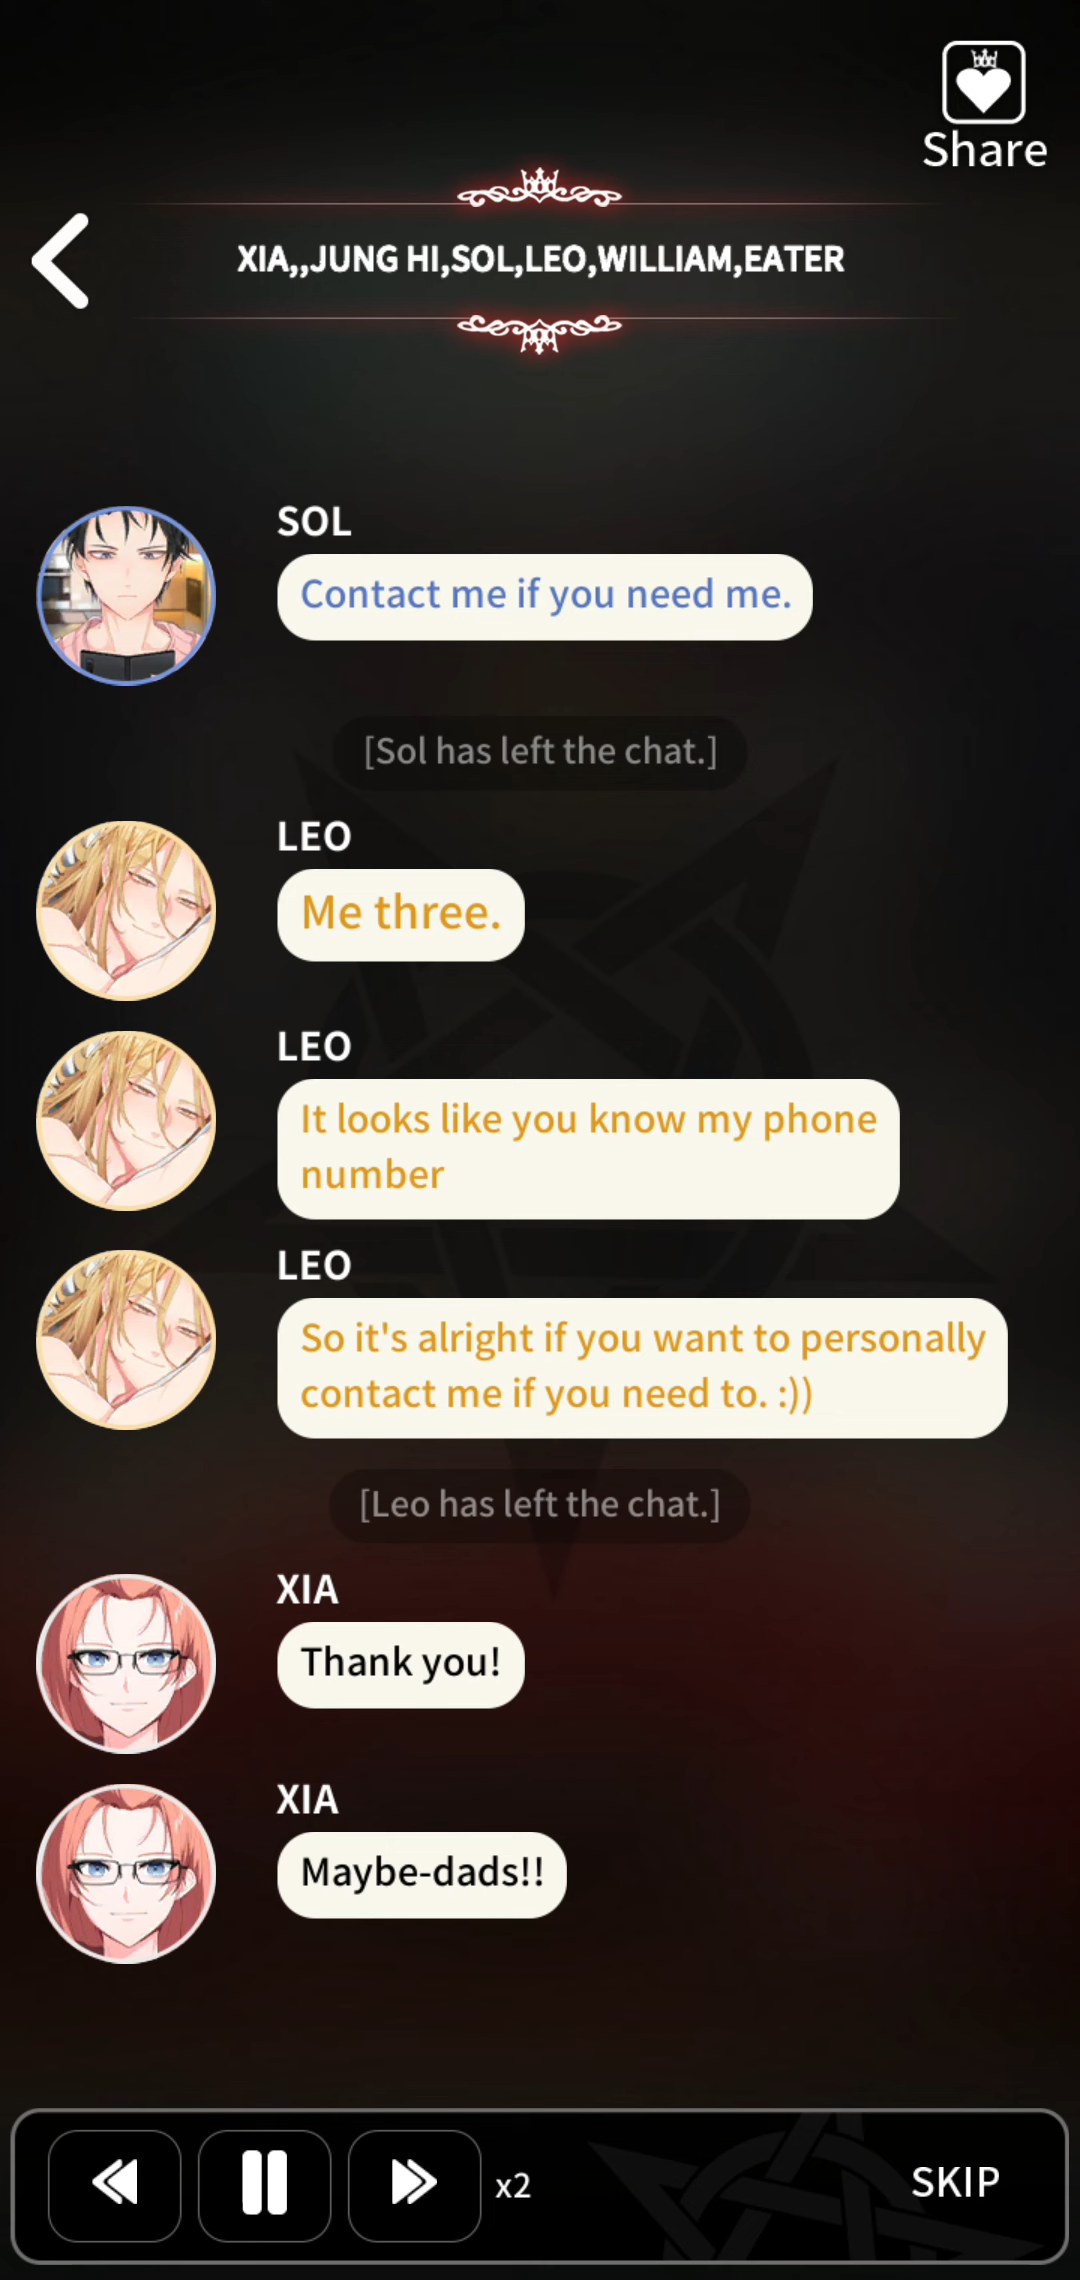 Share
XIA,,JUNG HI,SOL,LEO,WILLIAM,EATER
SOL
Contact me if you need me.
[Sol has left the chat.]
LEO
Me three.
LEO
It looks like you know my phone
number
LEO
So it's alright if you want to personally
contact me if you need to. :))
[Leo has left the chat.]
XIA
Thank you!
XIA
Maybe-dads!!
x2
SKIP